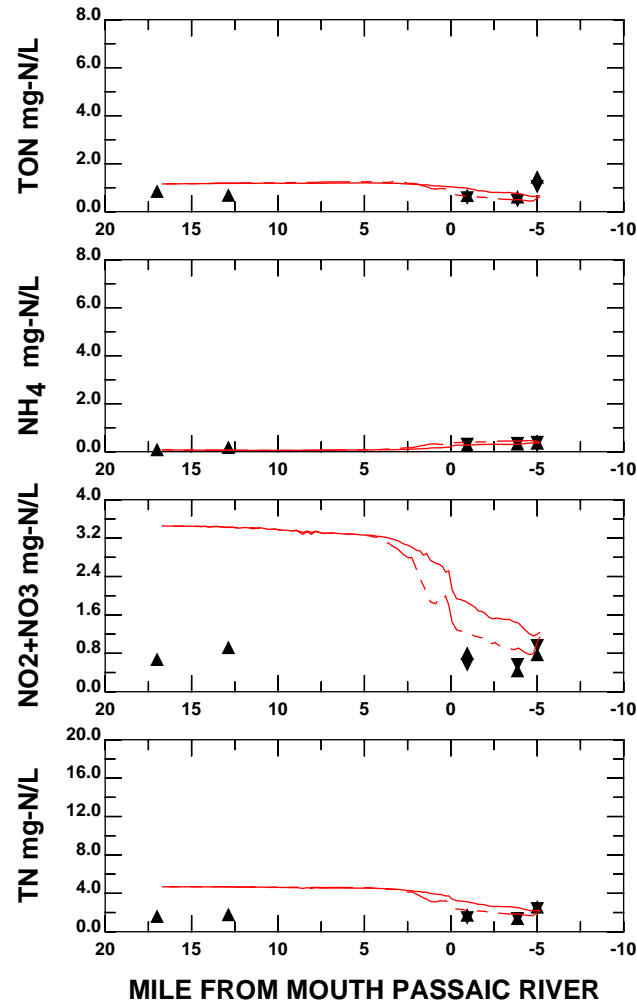 TON mg-N/L
8.0
6.0
4.0
2.0
0.0
20 15 10 5 0 -5 -10
NH4 mg-N/L
8.0
6.0
4.0
2.0
0.0
20 15 10 5 0 -5 -10
NO2+NO3 mg-N/L
4.0
3.2
2.4
1.6
0.8
0.0
20 15 10 5 0 -5 -10
TN mg-N/L
20.0
16.0
12.0
8.0
4.0
0.0
20 15 10 5 0 -5 -10
MILE FROM MOUTH PASSAIC RIVER